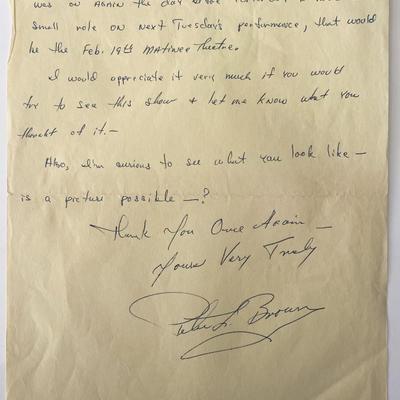 was on AGAIN the day
small role on Next Tuesday's performance, that would
be the Feb. 19th Matinee Theatre.
I would appreciate it very much if you would
try to see this show & let me know what you
thought of it.—
Also, I'm curious to see what you look like —
is a picture possible —?
Thank You Once Again —
Yours Very Truly
Peter L. Brown